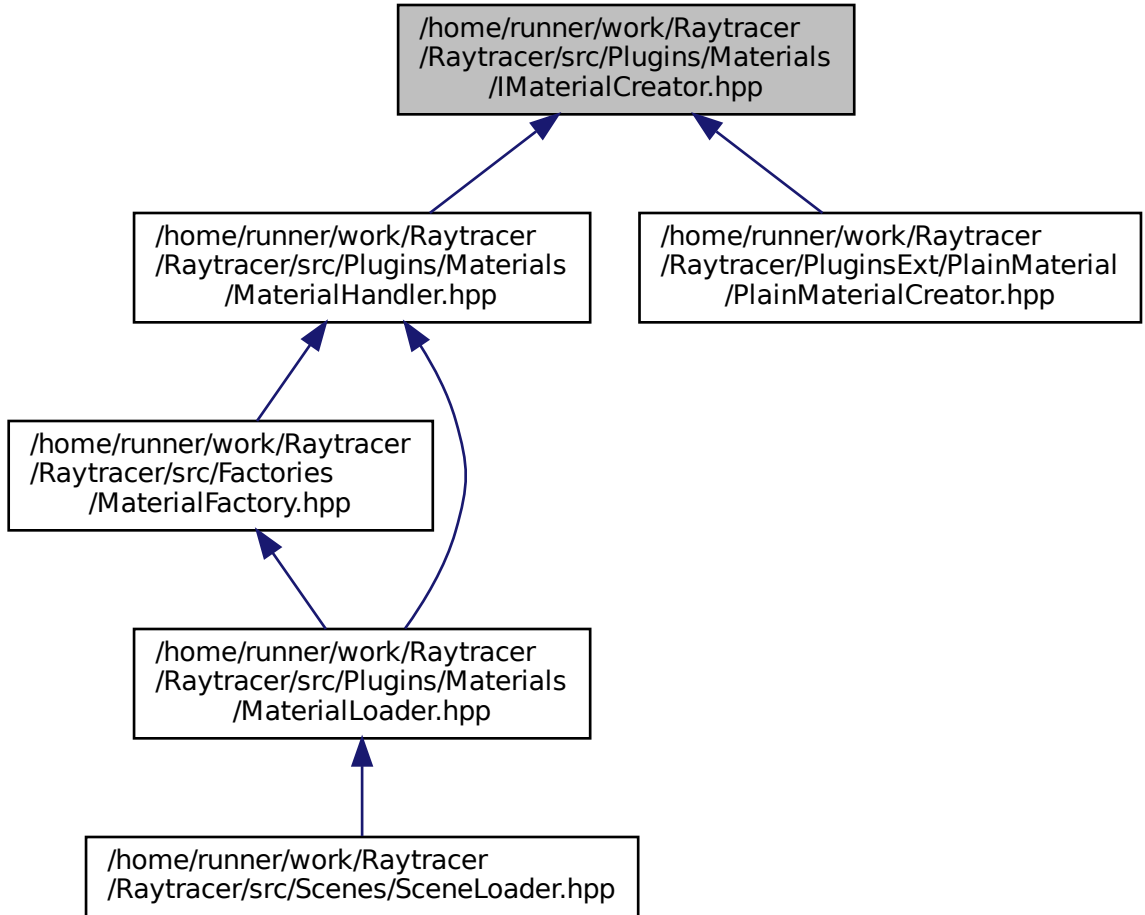 /home/runner/work/Raytracer
/Raytracer/src/Plugins/Materials
/IMaterialCreator.hpp
/home/runner/work/Raytracer
/Raytracer/src/Plugins/Materials
/MaterialHandler.hpp
/home/runner/work/Raytracer
/Raytracer/PluginsExt/PlainMaterial
/PlainMaterialCreator.hpp
/home/runner/work/Raytracer
/Raytracer/src/Factories
/MaterialFactory.hpp
/home/runner/work/Raytracer
/Raytracer/src/Plugins/Materials
/MaterialLoader.hpp
/home/runner/work/Raytracer
/Raytracer/src/Scenes/SceneLoader.hpp